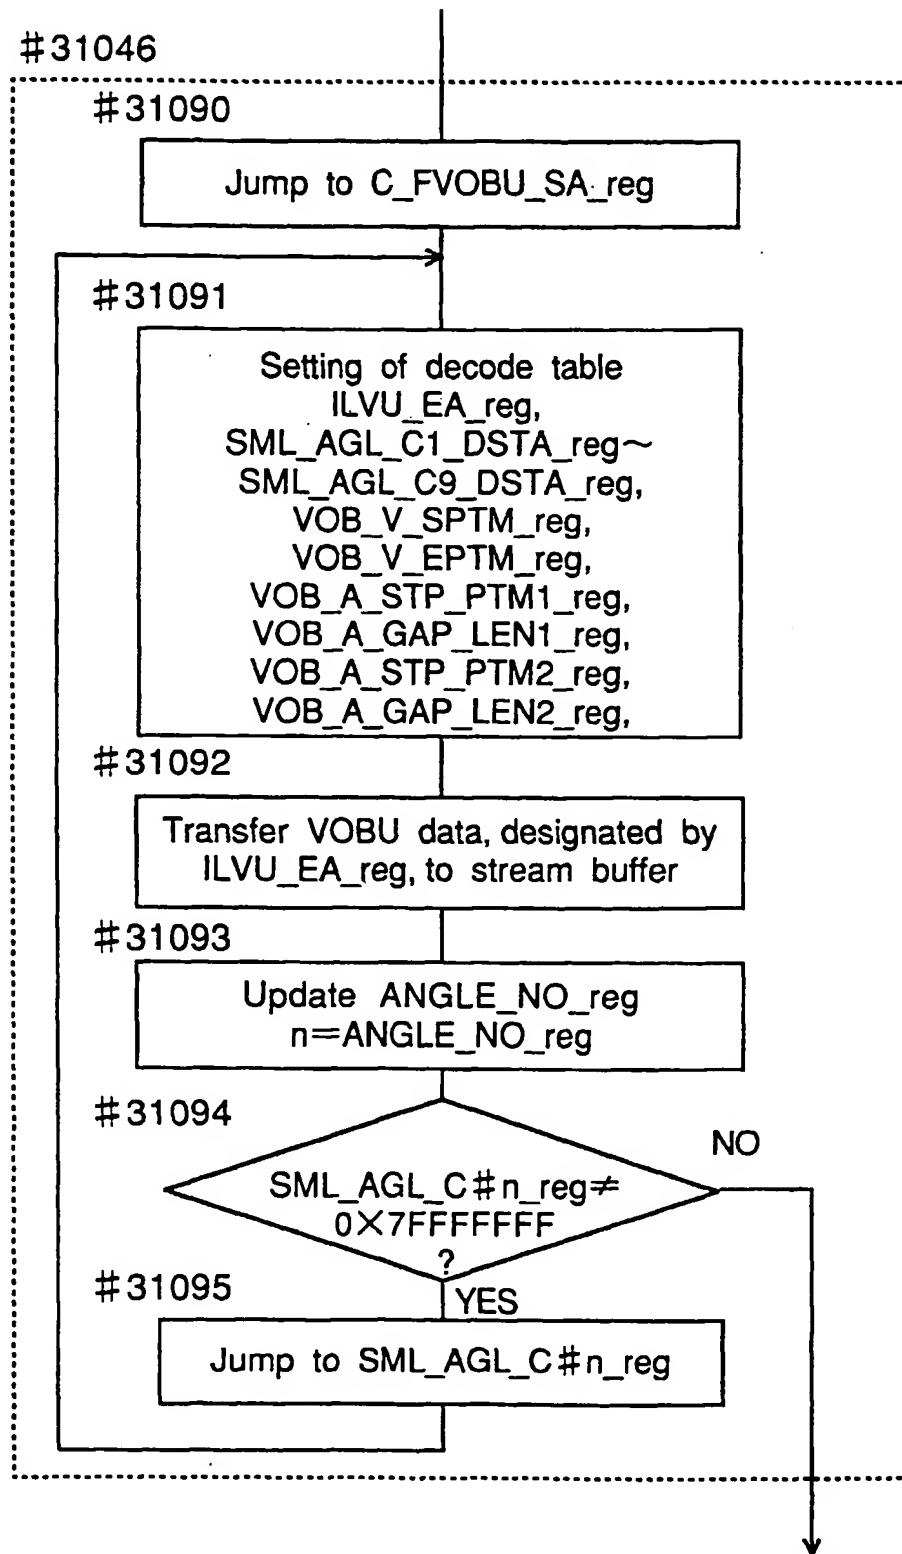 #31046
#31090
Jump to C_FVOBU_SA_reg
#31091
Setting of decode table
ILVU_EA_reg,
SML_AGL_C1_DSTA_reg~
SML_AGL_C9_DSTA_reg,
VOB_V_SPTM_reg,
VOB_V_EPTM_reg,
VOB_A_STP_PTM1_reg,
VOB_A_GAP_LEN1_reg,
VOB_A_STP_PTM2_reg,
VOB_A_GAP_LEN2_reg,
#31092
Transfer VOBU data, designated by
ILVU_EA_reg, to stream buffer
#31093
Update ANGLE_NO_reg
n=ANGLE_NO_reg
#31094
NO
SML_AGL_C#n_reg≠
0×7FFFFFFF
?
#31095
YES
Jump to SML_AGL_C#n_reg